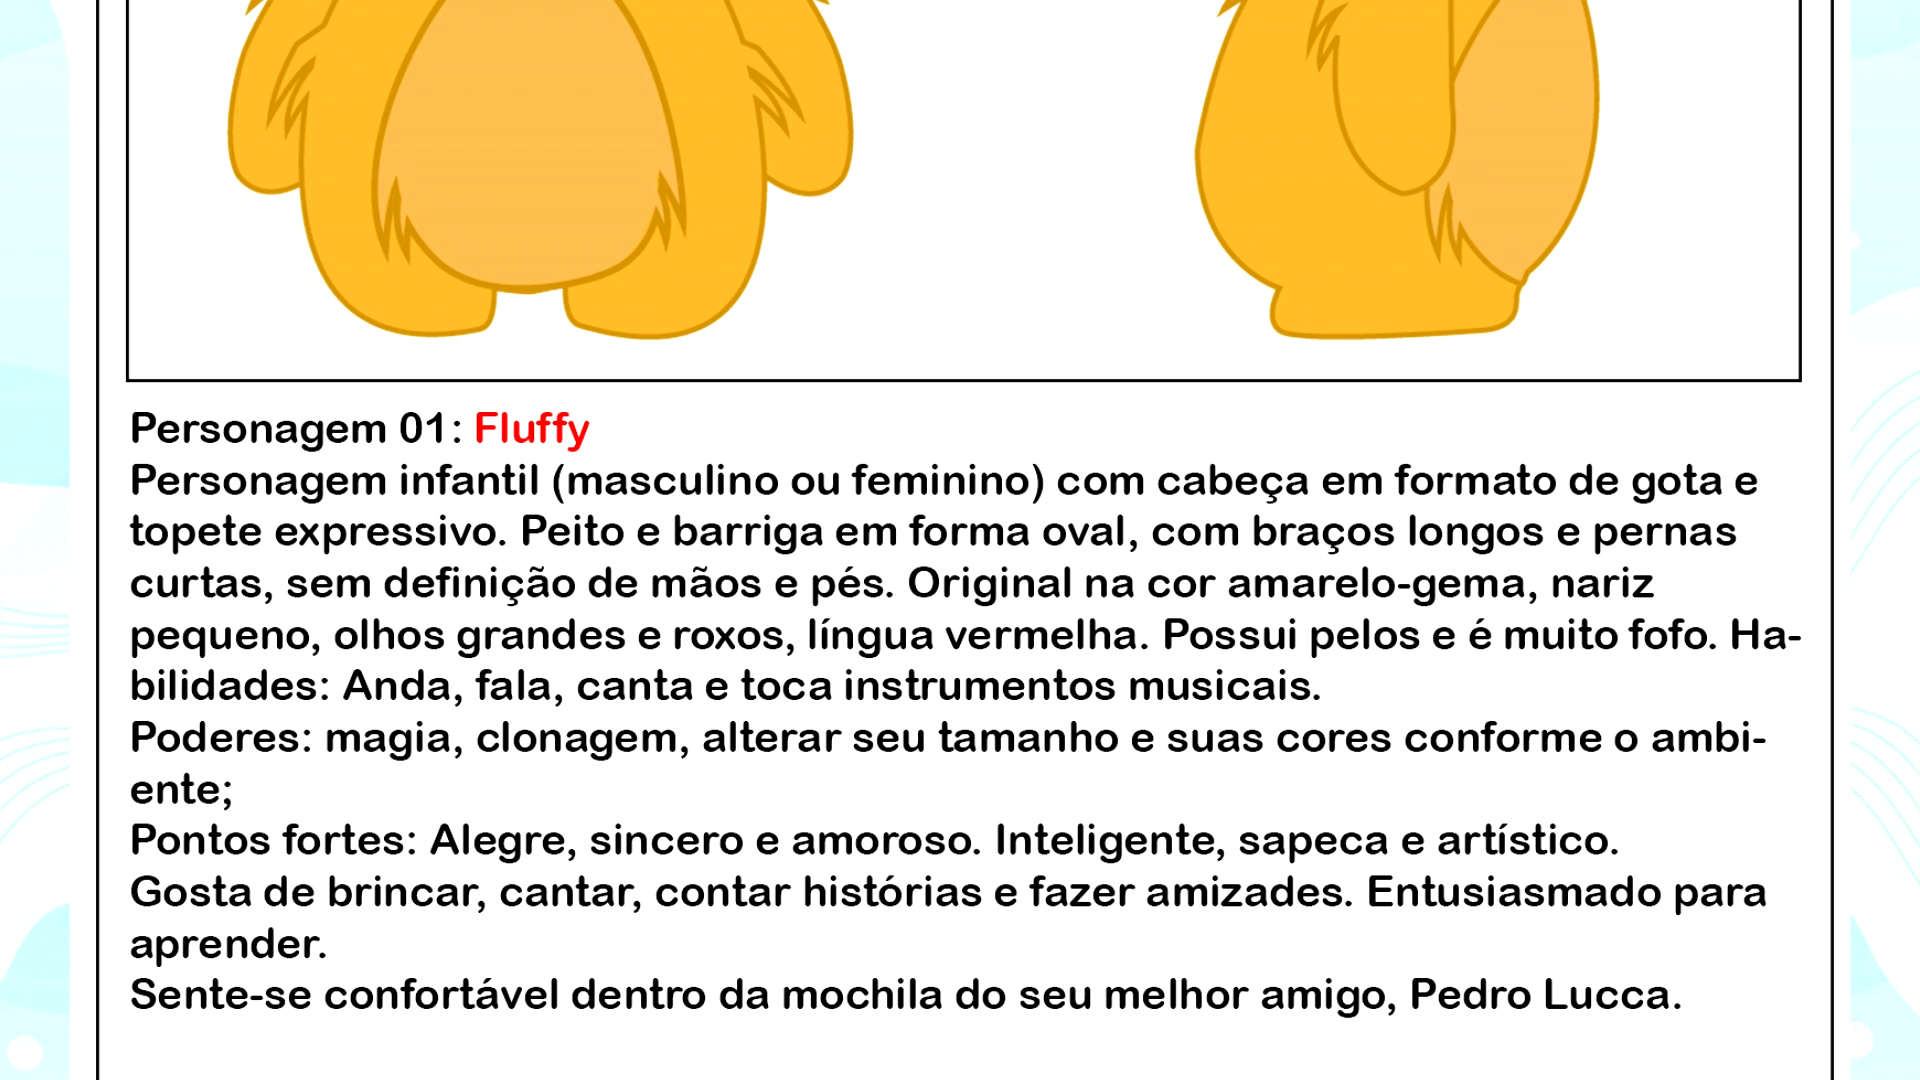 Personagem 01: Fluffy
Personagem infantil (masculino ou feminino) com cabeça em formato de gota e
topete expressivo. Peito e barriga em forma oval, com braços longos e pernas
curtas, sem definição de mãos e pés. Original na cor amarelo-gema, nariz
pequeno, olhos grandes e roxos, língua vermelha. Possui pelos e é muito fofo. Ha-
bilidades: Anda, fala, canta e toca instrumentos musicais.
Poderes: magia, clonagem, alterar seu tamanho e suas cores conforme o ambi-
ente;
Pontos fortes: Alegre, sincero e amoroso. Inteligente, sapeca e artístico.
Gosta de brincar, cantar, contar histórias e fazer amizades. Entusiasmado para
aprender.
Sente-se confortável dentro da mochila do seu melhor amigo, Pedro Lucca.